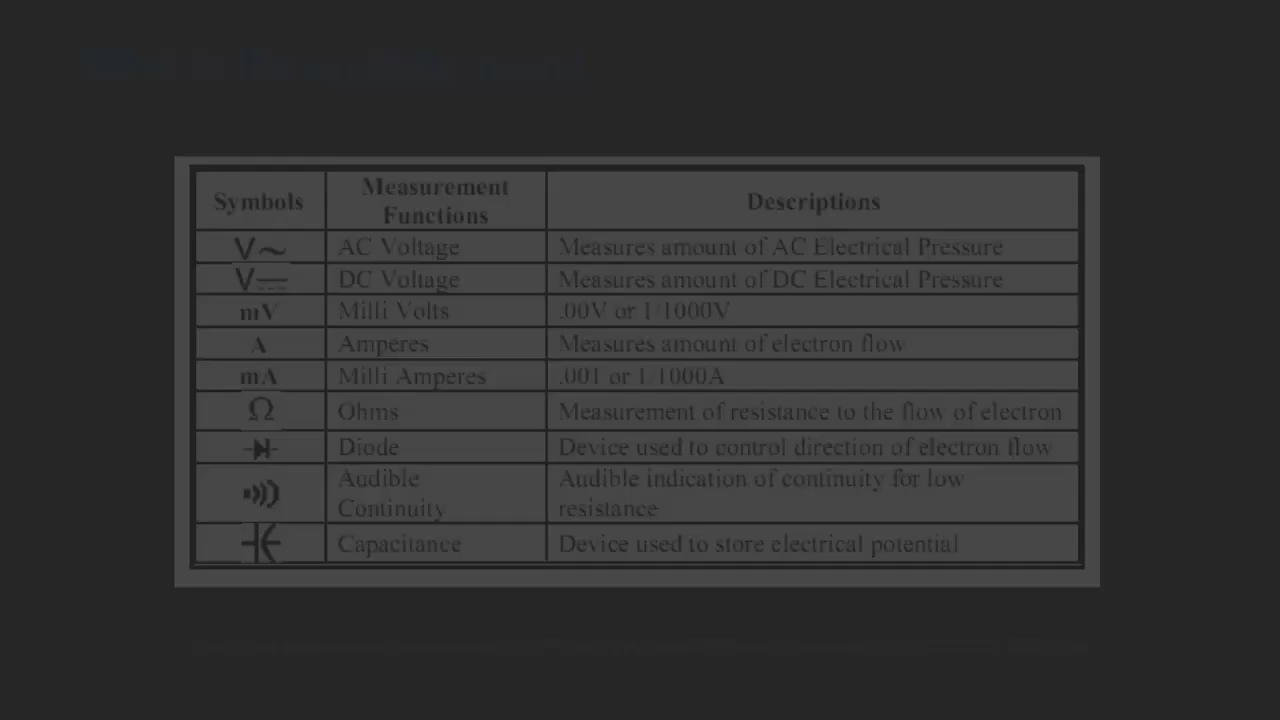 Symbols
Measurement
Functions
Descriptions
V~ AC Voltage Measures amount of AC Electrical Pressure
V DC Voltage Measures amount of DC Electrical Pressure
mV Milli Volts .00V or 1/1000V
A Amperes Measures amount of electron flow
mA Milli Amperes .001 or 1/1000A
Ω Ohms Measurement of resistance to the flow of electron
Diode Device used to control direction of electron flow
Audible
Continuity
Audible indication of continuity for low
resistance
Capacitance Device used to store electrical potential